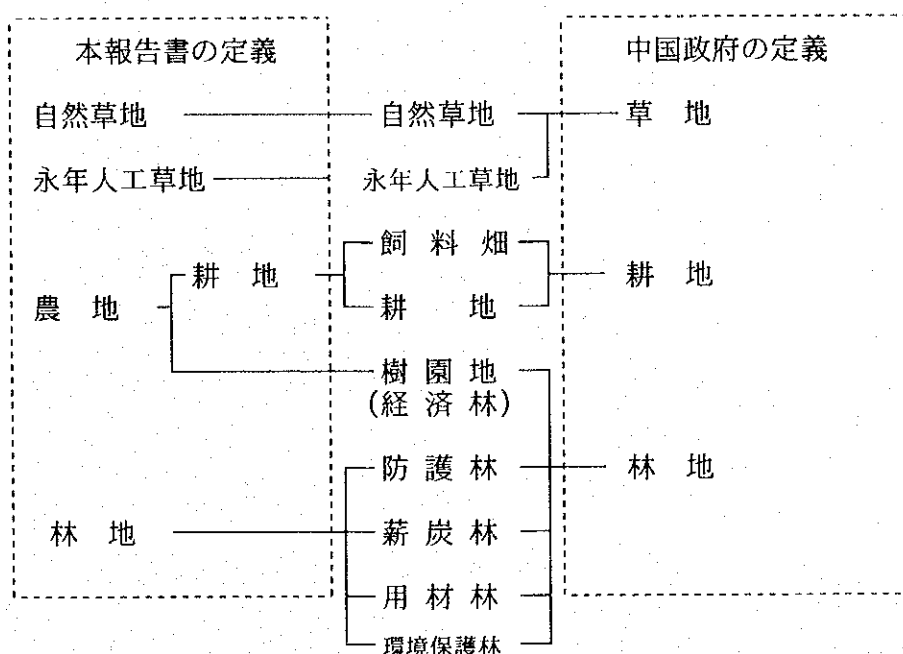 本報告書の定義 中国政府の定義
自然草地 自然草地 草地
永年人工草地 永年人工草地
飼料畑
耕地 耕地
農地 耕地
樹園地
(経済林)
防護林 林地
林地 薪炭林
用材林
環境保護林